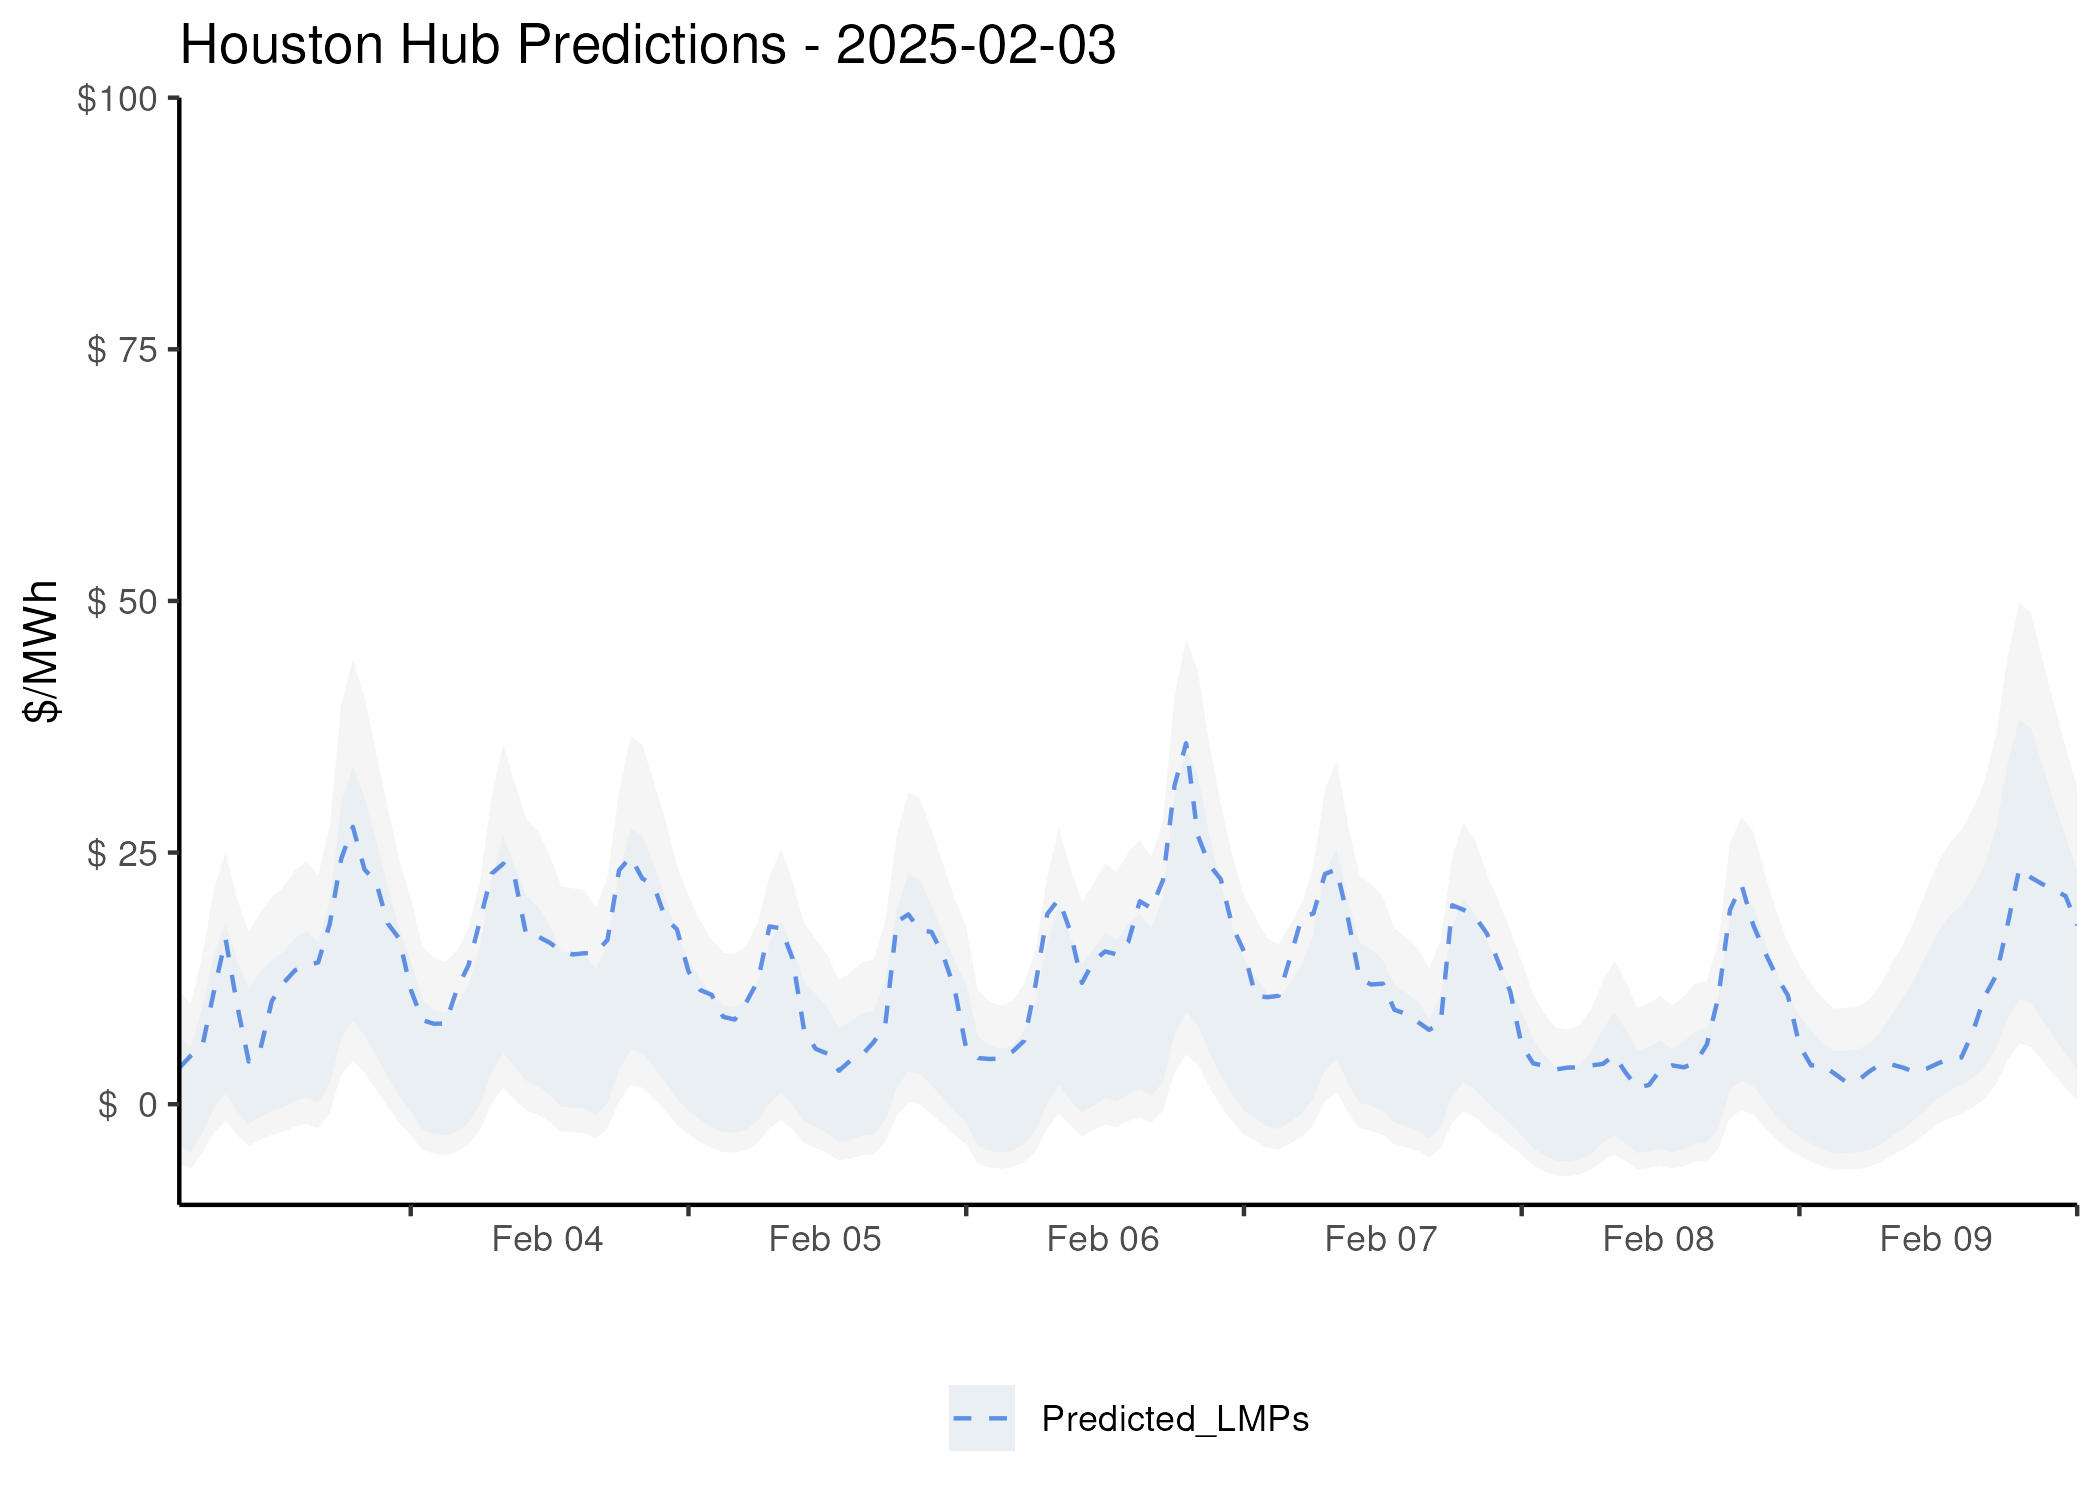 Houston Hub Predictions - 2025-02-03
$/MWh
$100
$ 75
$ 50
$ 25
$ 0
Feb 04 Feb 05 Feb 06 Feb 07 Feb 08 Feb 09
Predicted_LMPs